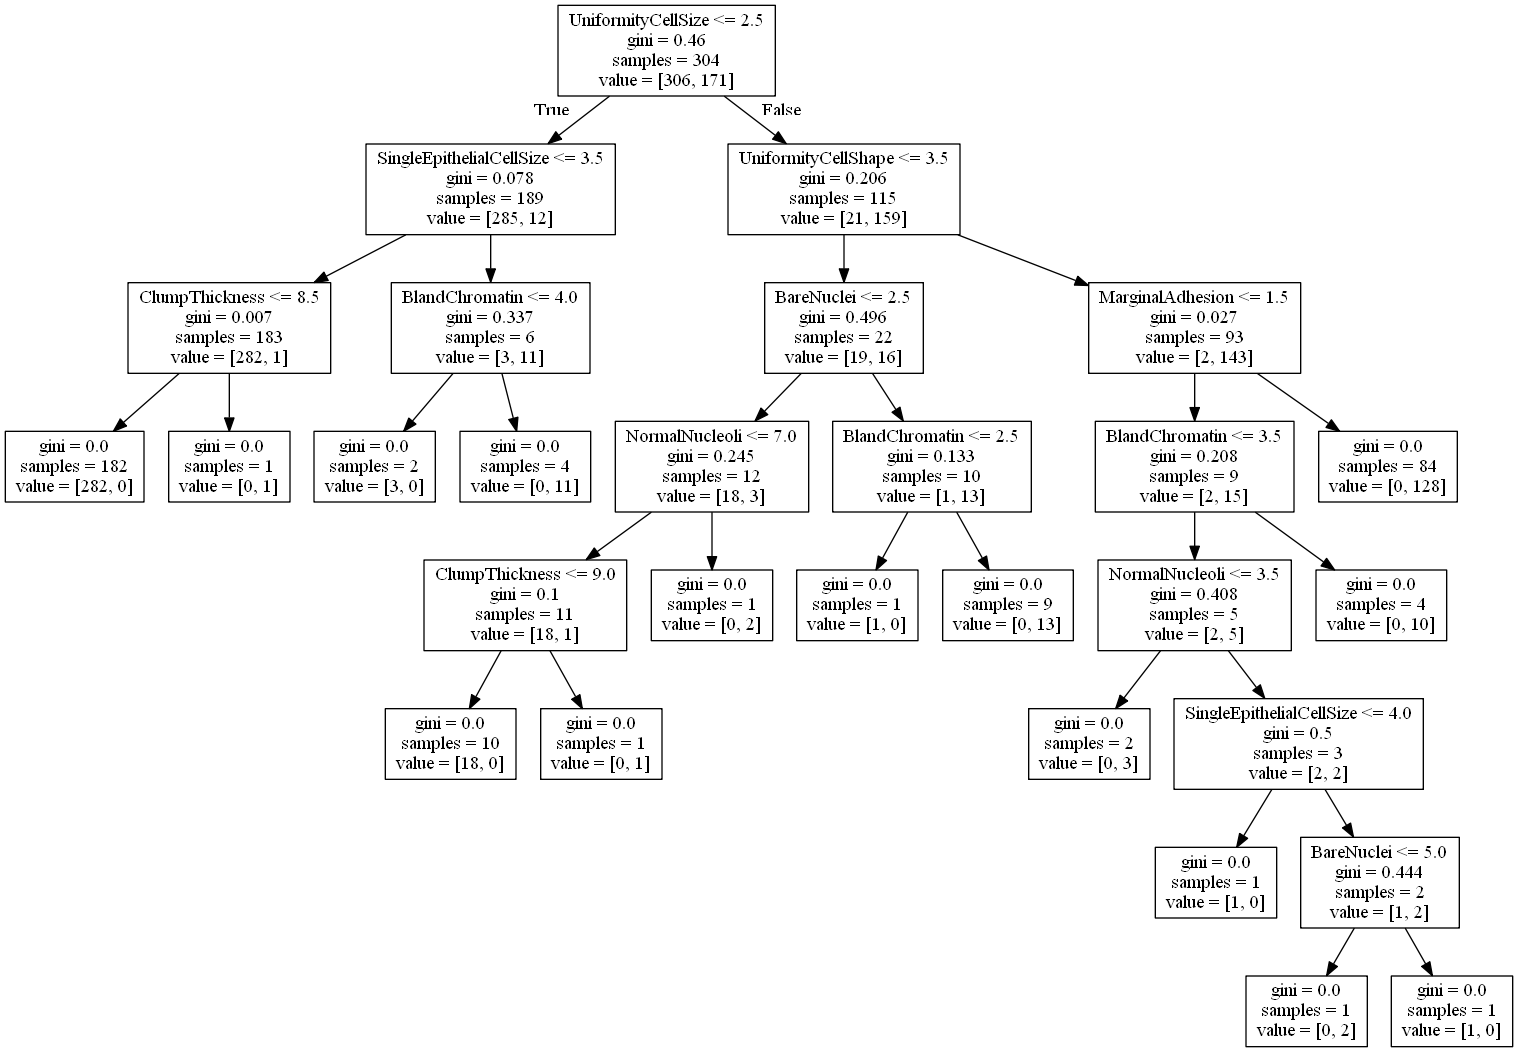 UniformityCellSize <= 2.5
gini = 0.46
samples = 304
value = [306, 171]
True
False
SingleEpithelialCellSize <= 3.5
gini = 0.078
samples = 189
value = [285, 12]
UniformityCellShape <= 3.5
gini = 0.206
samples = 115
value = [21, 159]
ClumpThickness <= 8.5
gini = 0.007
samples = 183
value = [282, 1]
BlandChromatin <= 4.0
gini = 0.337
samples = 6
value = [3, 11]
BareNuclei <= 2.5
gini = 0.496
samples = 22
value = [19, 16]
MarginalAdhesion <= 1.5
gini = 0.027
samples = 93
value = [2, 143]
gini = 0.0
samples = 182
value = [282, 0]
gini = 0.0
samples = 1
value = [0, 1]
gini = 0.0
samples = 2
value = [3, 0]
gini = 0.0
samples = 4
value = [0, 11]
NormalNucleoli <= 7.0
gini = 0.245
samples = 12
value = [18, 3]
BlandChromatin <= 2.5
gini = 0.133
samples = 10
value = [1, 13]
BlandChromatin <= 3.5
gini = 0.208
samples = 9
value = [2, 15]
gini = 0.0
samples = 84
value = [0, 128]
ClumpThickness <= 9.0
gini = 0.1
samples = 11
value = [18, 1]
gini = 0.0
samples = 1
value = [0, 2]
gini = 0.0
samples = 1
value = [1, 0]
gini = 0.0
samples = 9
value = [0, 13]
NormalNucleoli <= 3.5
gini = 0.408
samples = 5
value = [2, 5]
gini = 0.0
samples = 4
value = [0, 10]
gini = 0.0
samples = 10
value = [18, 0]
gini = 0.0
samples = 1
value = [0, 1]
gini = 0.0
samples = 2
value = [0, 3]
SingleEpithelialCellSize <= 4.0
gini = 0.5
samples = 3
value = [2, 2]
gini = 0.0
samples = 1
value = [1, 0]
BareNuclei <= 5.0
gini = 0.444
samples = 2
value = [1, 2]
gini = 0.0
samples = 1
value = [0, 2]
gini = 0.0
samples = 1
value = [1, 0]